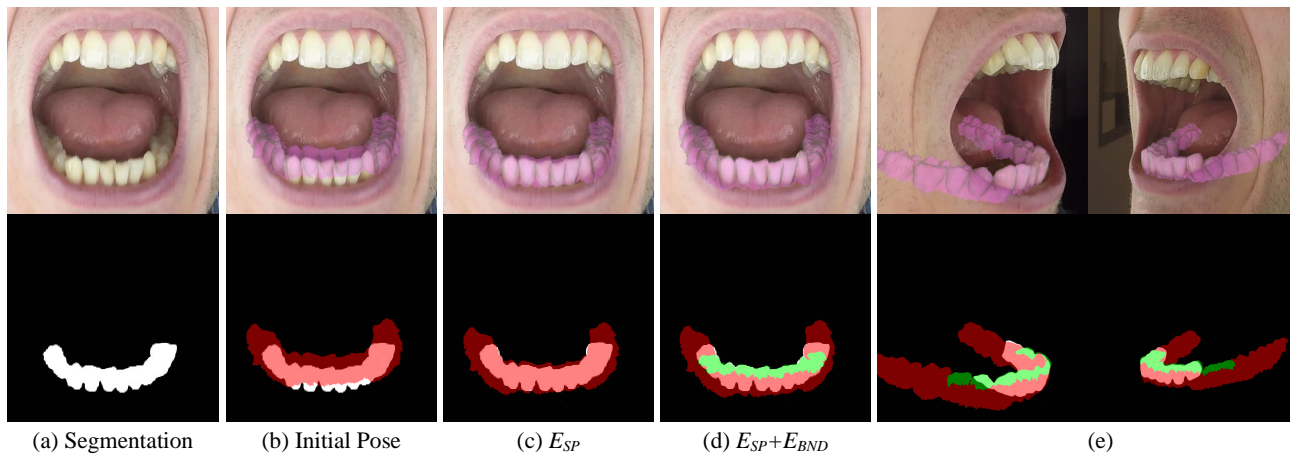 (a) Segmentation
(b) Initial Pose
(c) E_SP
(d) E_SP+E_BND
(e)